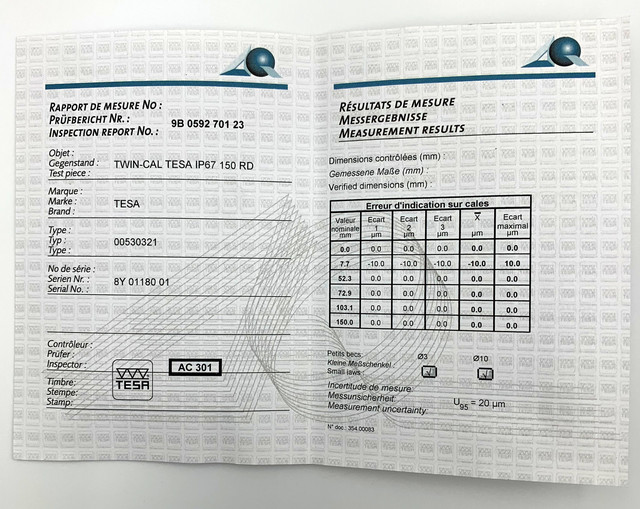 RAPPORT DE MESURE NO :
PRÜFBERICHT NR. :
INSPECTION REPORT NO. :
9B 0592 701 23
Objet :
Gegenstand :
Test piece :
TWIN-CAL TESA IP67 150 RD
Marque :
Marke :
Brand :
TESA
Type :
Typ :
Type :
00530321
No de série :
Serien Nr. :
Serial No. :
8Y 01180 01
Contrôleur :
Prüfer :
Inspector :
AC 301
Timbre:
Stempe:
Stamp:
TESA
RÉSULTATS DE MESURE
MESSERGEBNISSE
MEASUREMENT RESULTS
Dimensions contrôlées (mm) :
Gemessene Maße (mm) :
Verified dimensions (mm) :
Erreur d'indication sur cales
Valeur nominale mm Ecart 1 µm Ecart 2 µm Ecart 3 µm X̄ µm Ecart maximal µm
0.0 0.0 0.0 0.0 0.0 0.0
7.7 -10.0 -10.0 -10.0 -10.0 10.0
52.3 0.0 0.0 0.0 0.0 0.0
72.9 0.0 0.0 0.0 0.0 0.0
103.1 0.0 0.0 0.0 0.0 0.0
150.0 0.0 0.0 0.0 0.0 0.0
Petits becs:
Kleine Meßschenkel:
Small jaws :
Ø3 Ø10
√ √
Incertitude de mesure:
Messunsicherheit:
Measurement uncertainty:
U95 = 20 µm
N° doc : 354.00083